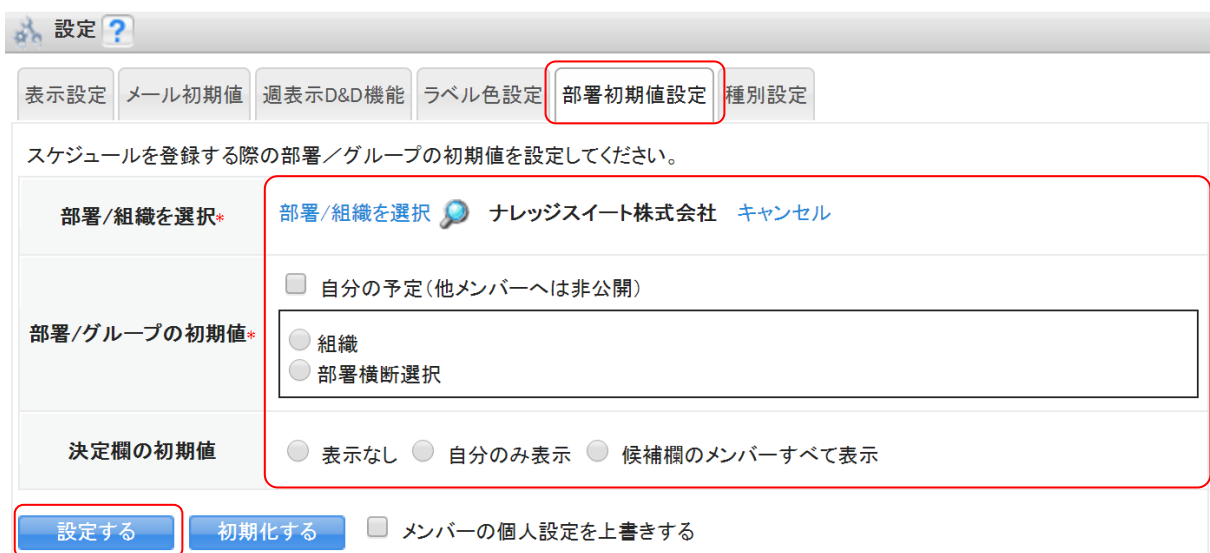 設定 ?
表示設定 メール初期値 週表示D&D機能 ラベル色設定 部署初期値設定 種別設定
スケジュールを登録する際の部署／グループの初期値を設定してください。
部署/組織を選択* 部署/組織を選択 ナレッジスイート株式会社 キャンセル
自分の予定(他メンバーへは非公開)
部署/グループの初期値*
組織
部署横断選択
決定欄の初期値 表示なし 自分のみ表示 候補欄のメンバーすべて表示
設定する 初期化する メンバーの個人設定を上書きする